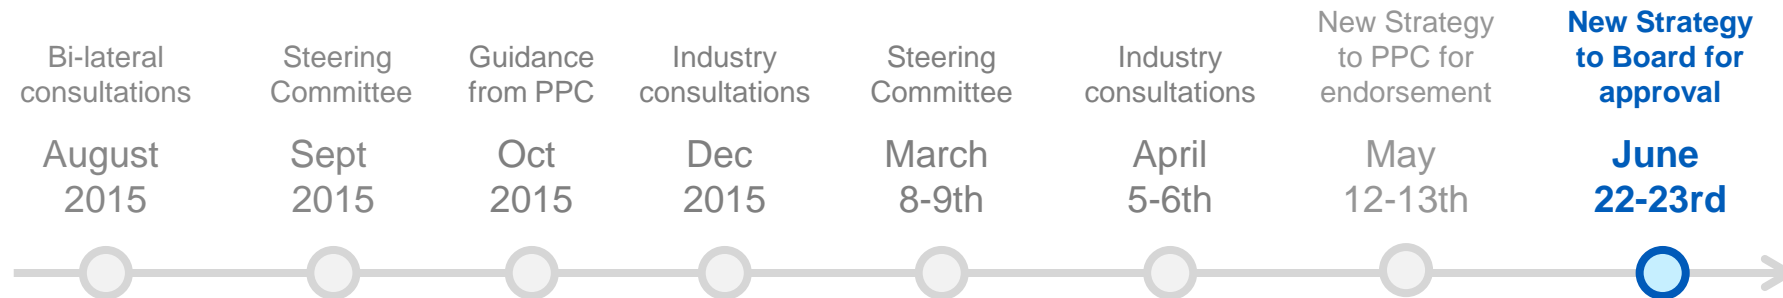 Bi-lateral
consultations
August
2015
Steering
Committee
Sept
2015
Guidance
from PPC
Oct
2015
Industry
consultations
Dec
2015
Steering
Committee
March
8-9th
Industry
consultations
April
5-6th
New Strategy
to PPC for
endorsement
May
12-13th
New Strategy
to Board for
approval
June
22-23rd